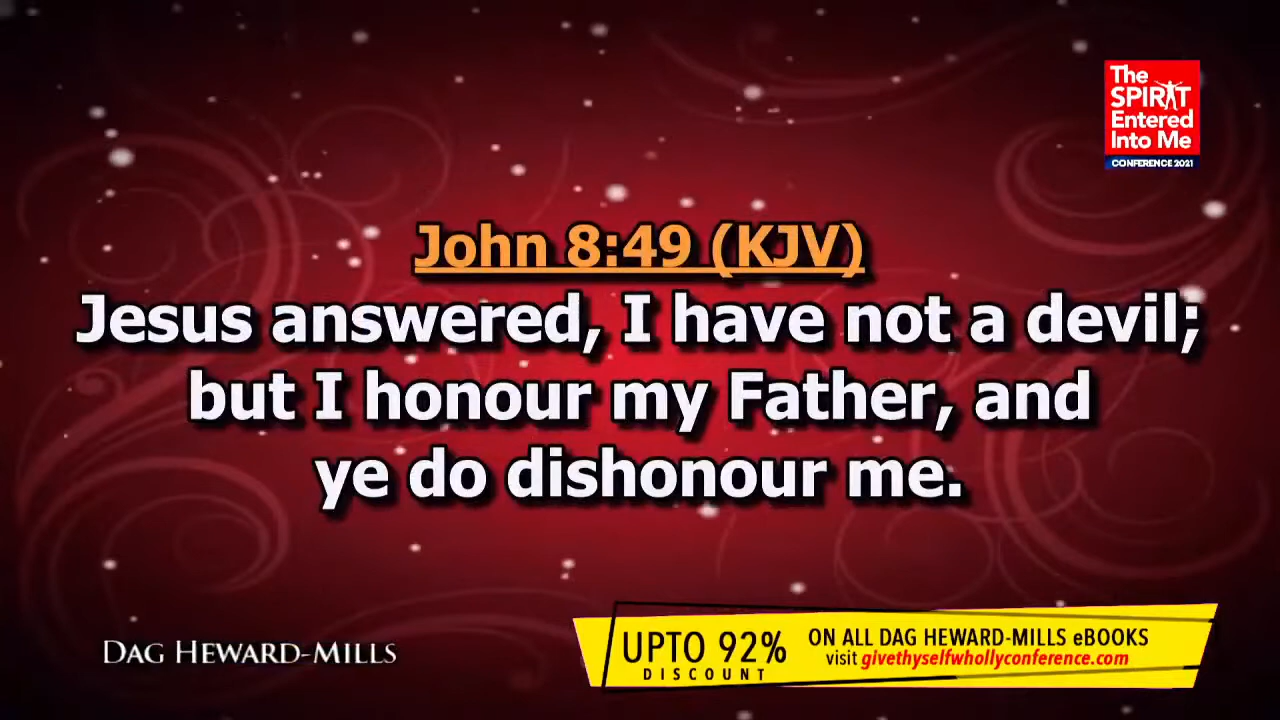 The
SPIRIT
Entered
Into Me
CONFERENCE 2021
John 8:49 (KJV)
Jesus answered, I have not a devil;
but I honour my Father, and
ye do dishonour me.
DAG HEWARD-MILLS
UPTO 92%
DISCOUNT
ON ALL DAG HEWARD-MILLS eBOOKS
visit givethyselfwhollyconference.com